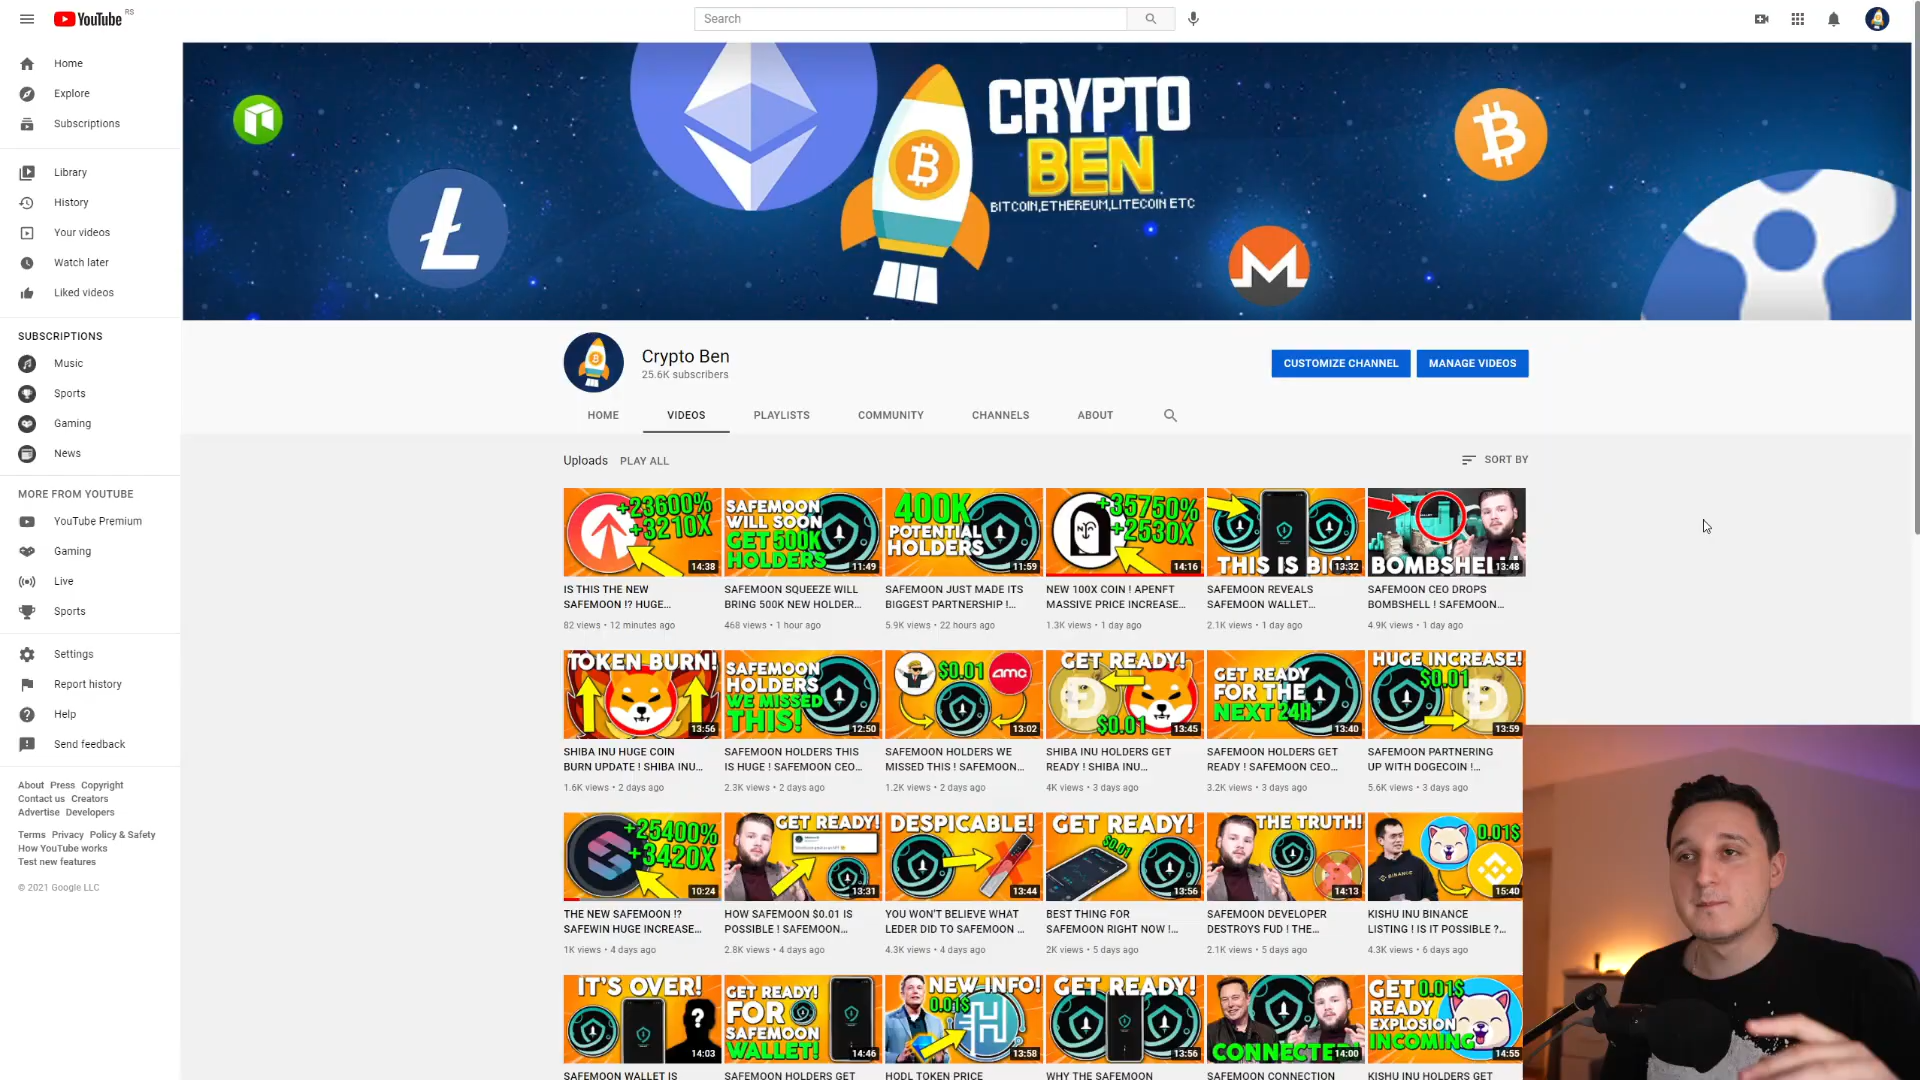 YouTube RS
Search
Home
Explore
Subscriptions
Library
History
Your videos
Watch later
Liked videos
SUBSCRIPTIONS
Music
Sports
Gaming
News
MORE FROM YOUTUBE
YouTube Premium
Gaming
Live
Sports
Settings
Report history
Help
Send feedback
About Press Copyright
Contact us Creators
Advertise Developers
Terms Privacy Policy & Safety
How YouTube works
Test new features
© 2021 Google LLC
CRYPTO
BEN
BITCOIN,ETHEREUM,LITECOIN ETC
Crypto Ben
25.6K subscribers
CUSTOMIZE CHANNEL
MANAGE VIDEOS
HOME VIDEOS PLAYLISTS COMMUNITY CHANNELS ABOUT
Uploads PLAY ALL
SORT BY
+23600%
+3210X
14:38
IS THIS THE NEW
SAFEMOON !? HUGE...
82 views • 12 minutes ago
SAFEMOON
WILL SOON
GET 500K
HOLDERS
11:49
SAFEMOON SQUEEZE WILL
BRING 500K NEW HOLDER...
468 views • 1 hour ago
400K
POTENTIAL
HOLDERS
11:59
SAFEMOON JUST MADE ITS
BIGGEST PARTNERSHIP !...
5.9K views • 22 hours ago
+35750%
+2530X
14:16
NEW 100X COIN ! APENFT
MASSIVE PRICE INCREASE...
1.3K views • 1 day ago
THIS IS BIG!
13:32
SAFEMOON REVEALS
SAFEMOON WALLET...
2.1K views • 1 day ago
BOMBSHELL
13:48
SAFEMOON CEO DROPS
BOMBSHELL ! SAFEMOON...
4.9K views • 1 day ago
TOKEN BURN!
13:56
SHIBA INU HUGE COIN
BURN UPDATE ! SHIBA INU...
1.6K views • 2 days ago
SAFEMOON
HOLDERS
WE MISSED
THIS!
12:50
SAFEMOON HOLDERS THIS
IS HUGE ! SAFEMOON CEO...
2.3K views • 2 days ago
$0.01
amc
13:02
SAFEMOON HOLDERS WE
MISSED THIS ! SAFEMOON...
1.2K views • 2 days ago
GET READY!
$0.01
13:45
SHIBA INU HOLDERS GET
READY ! SHIBA INU...
4K views • 3 days ago
GET READY
FOR THE
NEXT 24H
13:40
SAFEMOON HOLDERS GET
READY ! SAFEMOON CEO...
3.2K views • 3 days ago
HUGE INCREASE!
$0.01
13:59
SAFEMOON PARTNERING
UP WITH DOGECOIN !...
5.6K views • 3 days ago
+25400%
+3420X
10:24
THE NEW SAFEMOON !?
SAFEWIN HUGE INCREASE...
1K views • 4 days ago
GET READY!
13:31
HOW SAFEMOON $0.01 IS
POSSIBLE ! SAFEMOON...
2.8K views • 4 days ago
DESPICABLE!
13:44
YOU WON'T BELIEVE WHAT
LEDER DID TO SAFEMOON ...
4.3K views • 4 days ago
GET READY!
$0.01
13:56
BEST THING FOR
SAFEMOON RIGHT NOW !...
2K views • 5 days ago
THE TRUTH!
14:13
SAFEMOON DEVELOPER
DESTROYS FUD ! THE...
2.1K views • 5 days ago
0.01$
BINANCE
15:40
KISHU INU BINANCE
LISTING ! IS IT POSSIBLE ?...
4.3K views • 6 days ago
IT'S OVER!
?
14:03
SAFEMOON WALLET IS
GET READY!
FOR
SAFEMOON
WALLET!
14:46
SAFEMOON HOLDERS GET
NEW INFO!
0.01$
13:58
HODL TOKEN PRICE
GET READY!
13:56
WHY THE SAFEMOON
CONNECTED
14:00
SAFEMOON CONNECTION
GET 0.01$
READY
EXPLOSION
INCOMING
14:55
KISHU INU HOLDERS GET